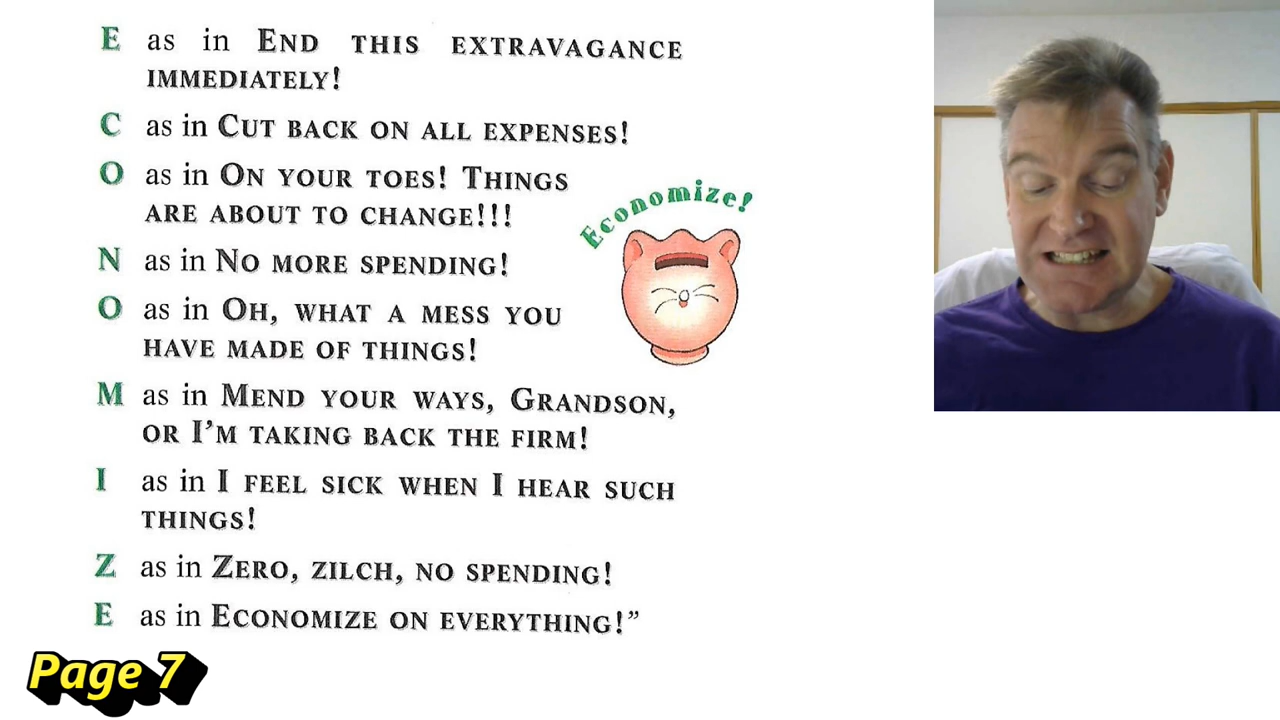 E as in END THIS EXTRAVAGANCE
IMMEDIATELY!
C as in CUT BACK ON ALL EXPENSES!
O as in ON YOUR TOES! THINGS
ARE ABOUT TO CHANGE!!!
Economize!
N as in NO MORE SPENDING!
O as in OH, WHAT A MESS YOU
HAVE MADE OF THINGS!
M as in MEND YOUR WAYS, GRANDSON,
OR I'M TAKING BACK THE FIRM!
I as in I FEEL SICK WHEN I HEAR SUCH
THINGS!
Z as in ZERO, ZILCH, NO SPENDING!
E as in ECONOMIZE ON EVERYTHING!”
Page 7